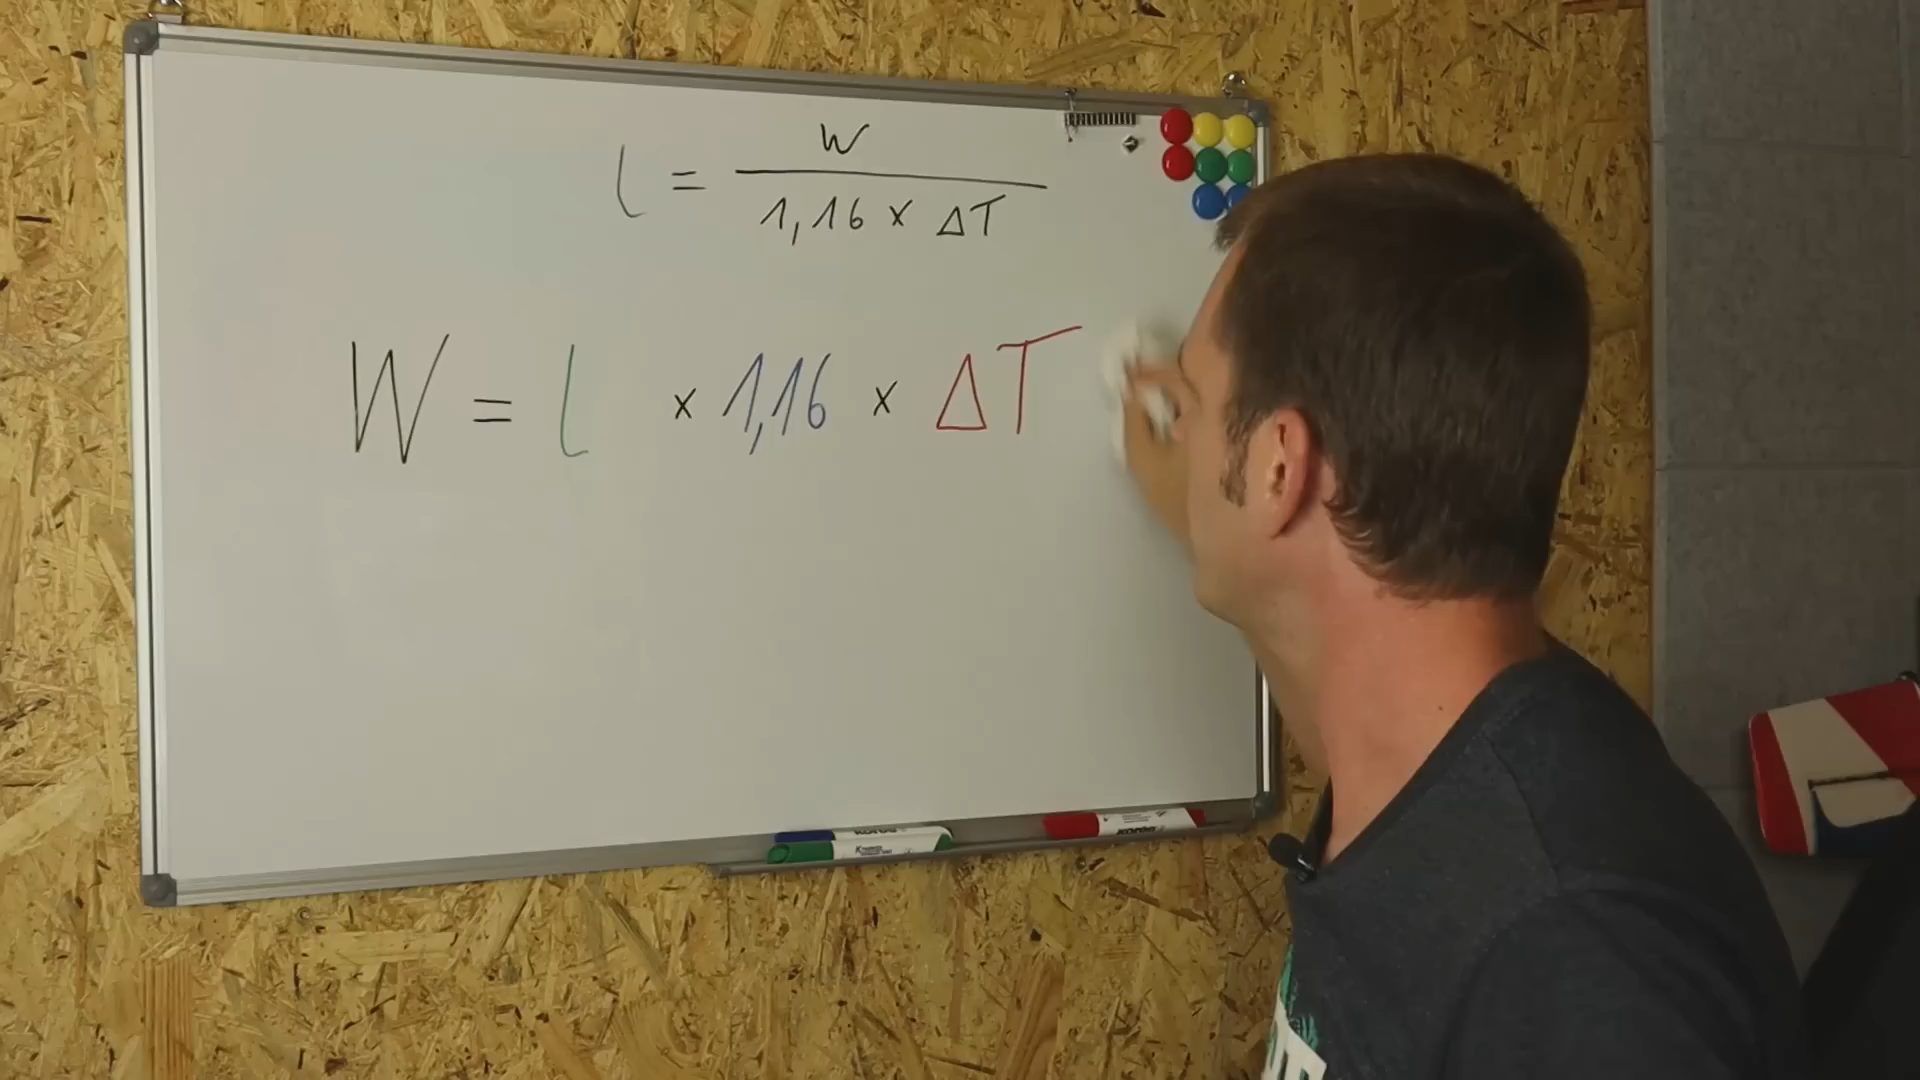 l = W / 1,16 x ΔT
W = l x 1,16 x ΔT